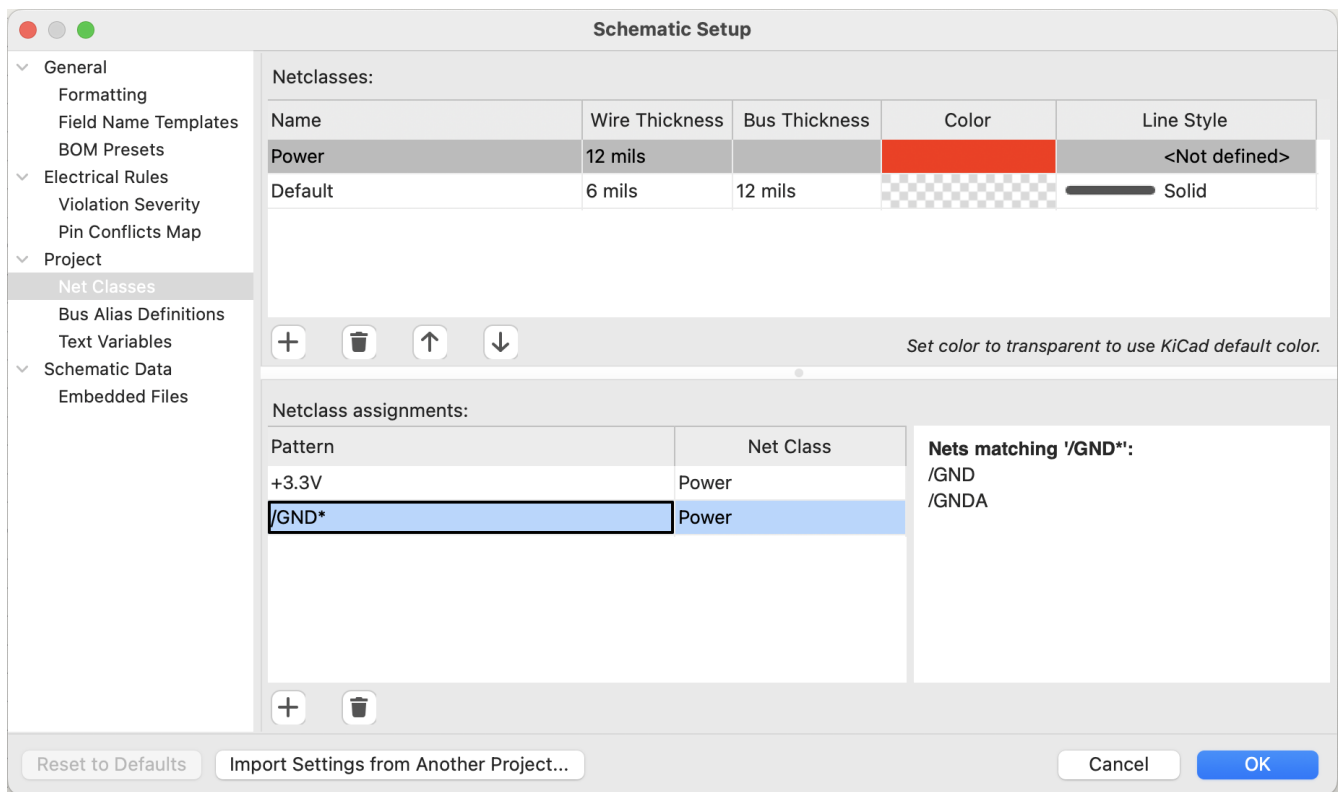 Schematic Setup
General
Formatting
Field Name Templates
BOM Presets
Electrical Rules
Violation Severity
Pin Conflicts Map
Project
Net Classes
Bus Alias Definitions
Text Variables
Schematic Data
Embedded Files
Netclasses:
Name Wire Thickness Bus Thickness Color Line Style
Power 12 mils <Not defined>
Default 6 mils 12 mils Solid
Set color to transparent to use KiCad default color.
Netclass assignments:
Pattern Net Class
+3.3V Power
/GND* Power
Nets matching '/GND*':
/GND
/GNDA
Reset to Defaults Import Settings from Another Project... Cancel OK